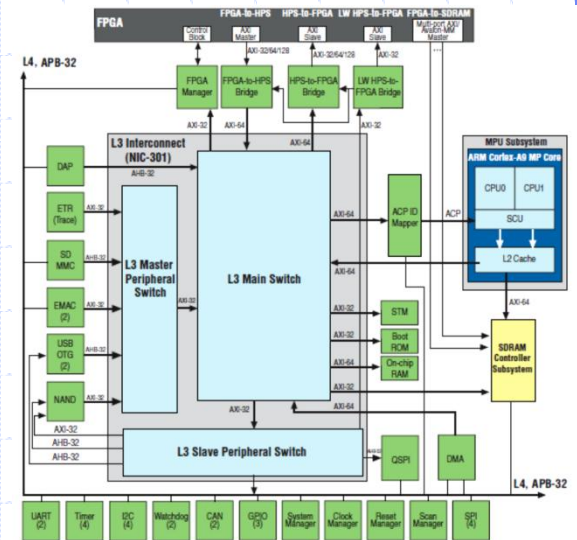 FPGA
FPGA-to-HPS HPS-to-FPGA LW HPS-to-FPGA FPGA-to-SDRAM
Control
Block
AXI
Master
AXI
Slave
AXI
Slave
Multi-port AXI/
Avalon-MM
Master
...
AXI-32/64/128
AXI-32/64/128
AXI-32
L4, APB-32
FPGA
Manager
FPGA-to-HPS
Bridge
HPS-to-FPGA
Bridge
LW HPS-to-
FPGA Bridge
AXI-32
AXI-64
AXI-64
AXI-32
L3 Interconnect
(NIC-301)
MPU Subsystem
ARM Cortex-A9 MP Core
CPU0
CPU1
SCU
L2 Cache
DAP
AHB-32
ETR
(Trace)
AXI-32
SD
MMC
AHB-32
EMAC
(2)
AXI-32
USB
OTG
(2)
AHB-32
NAND
AXI-32
L3 Master
Peripheral
Switch
AXI-32
L3 Main Switch
AXI-64
ACP ID
Mapper
ACP
AXI-64
AXI-64
AXI-32
STM
AXI-32
Boot
ROM
AXI-64
On-chip
RAM
AXI-32
SDRAM
Controller
Subsystem
AXI-32
AXI-64
AXI-32
AHB-32
AHB-32
L3 Slave Peripheral Switch
AHB-32
QSPI
DMA
L4, APB-32
UART
(2)
Timer
(4)
I2C
(4)
Watchdog
(2)
CAN
(2)
GPIO
(3)
System
Manager
Clock
Manager
Reset
Manager
Scan
Manager
SPI
(4)